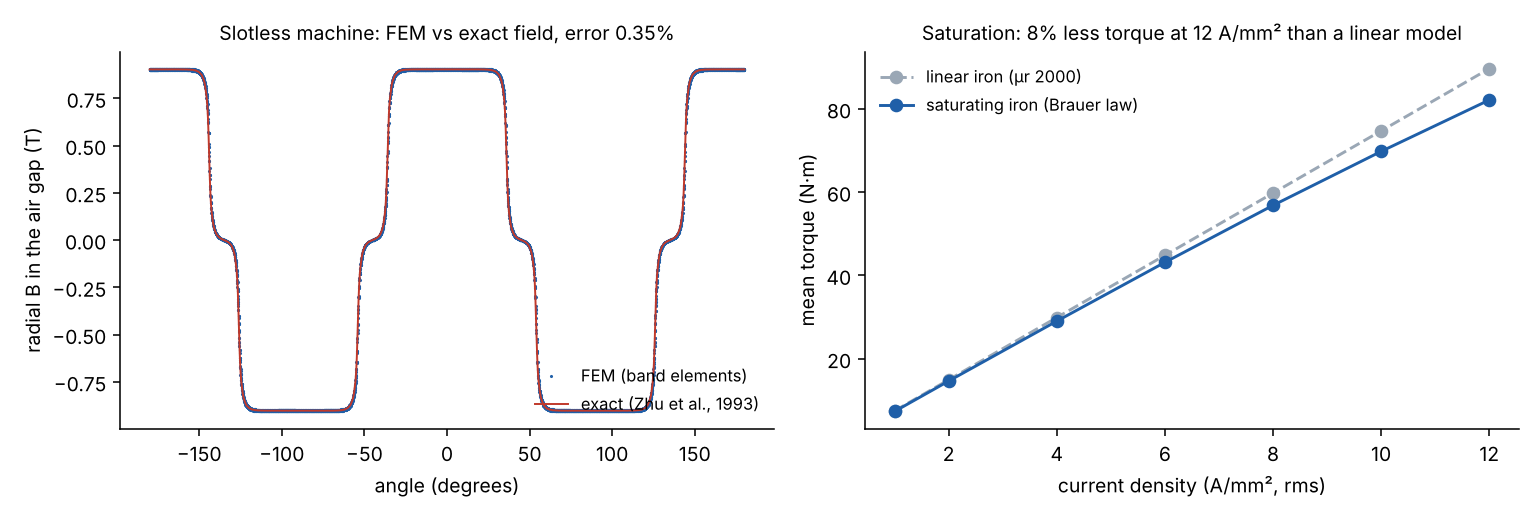 Slotless machine: FEM vs exact field, error 0.35%
radial B in the air gap (T)
0.75
0.50
0.25
0.00
−0.25
−0.50
−0.75
FEM (band elements)
exact (Zhu et al., 1993)
−150
−100
−50
0
50
100
150
angle (degrees)
Saturation: 8% less torque at 12 A/mm² than a linear model
linear iron (μr 2000)
saturating iron (Brauer law)
mean torque (N·m)
80
60
40
20
2
4
6
8
10
12
current density (A/mm², rms)